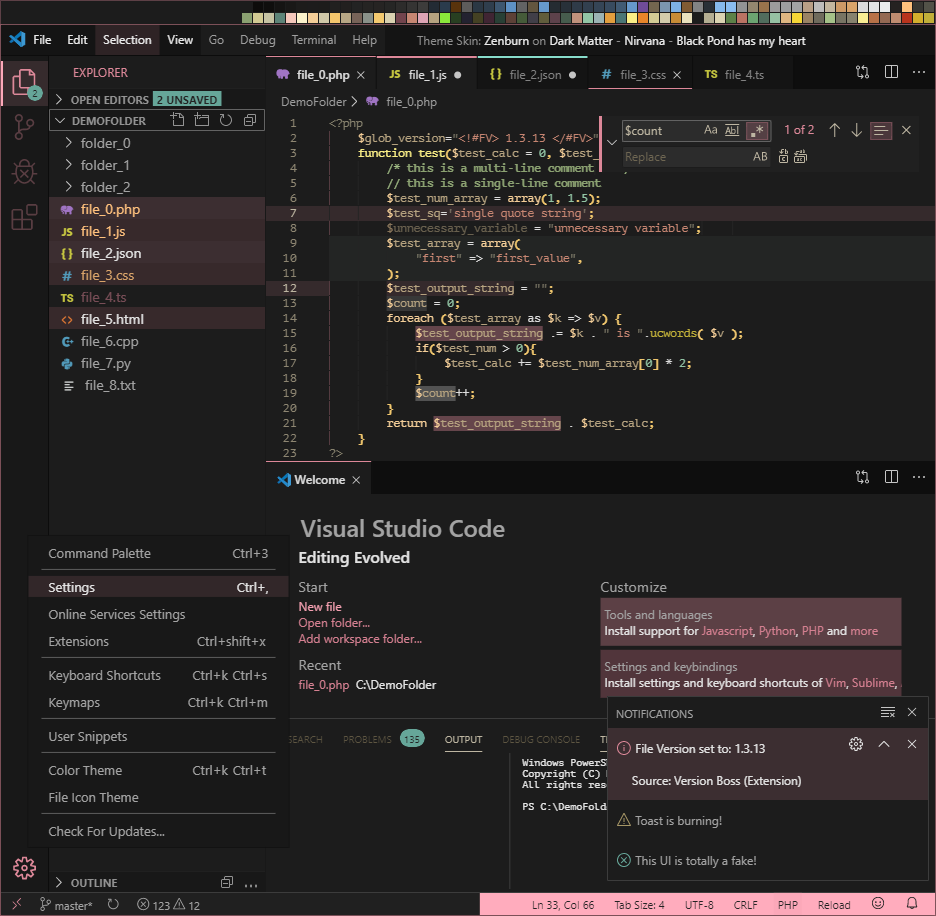 File Edit Selection View Go Debug Terminal Help Theme Skin: Zenburn on Dark Matter - Nirvana - Black Pond has my heart
2
EXPLORER
OPEN EDITORS 2 UNSAVED
DEMOFOLDER
folder_0
folder_1
folder_2
file_0.php
JS file_1.js
{} file_2.json
# file_3.css
TS file_4.ts
<> file_5.html
file_6.cpp
file_7.py
file_8.txt
file_0.php × JS file_1.js ● {} file_2.json ● # file_3.css × TS file_4.ts
DemoFolder > file_0.php
$count Aa Abl .* 1 of 2
Replace AB
1 <?php
2 $glob_version="<!#FV> 1.3.13 </#FV>"
3 function test($test_calc = 0, $test_
4 /* this is a multi-line comment
5 // this is a single-line comment
6 $test_num_array = array(1, 1.5);
7 $test_sq='single quote string';
8 $unnecessary_variable = "unnecessary variable";
9 $test_array = array(
10 "first" => "first_value",
11 );
12 $test_output_string = "";
13 $count = 0;
14 foreach ($test_array as $k => $v) {
15 $test_output_string .= $k . " is ".ucwords( $v );
16 if($test_num > 0){
17 $test_calc += $test_num_array[0] * 2;
18 }
19 $count++;
20 }
21 return $test_output_string . $test_calc;
22 }
23 ?>
Welcome ×
Visual Studio Code
Editing Evolved
Start
New file
Open folder...
Add workspace folder...
Recent
file_0.php C:\DemoFolder
Customize
Tools and languages
Install support for Javascript, Python, PHP and more
Settings and keybindings
Install settings and keyboard shortcuts of Vim, Sublime,
Command Palette Ctrl+3
Settings Ctrl+,
Online Services Settings
Extensions Ctrl+shift+x
Keyboard Shortcuts Ctrl+k Ctrl+s
Keymaps Ctrl+k Ctrl+m
User Snippets
Color Theme Ctrl+k Ctrl+t
File Icon Theme
Check For Updates...
SEARCH PROBLEMS 135 OUTPUT DEBUG CONSOLE
Windows PowerS
Copyright (C)
All rights rese
PS C:\DemoFold
NOTIFICATIONS
File Version set to: 1.3.13
Source: Version Boss (Extension)
Toast is burning!
This UI is totally a fake!
OUTLINE
master* 123 12 Ln 33, Col 66 Tab Size: 4 UTF-8 CRLF PHP Reload